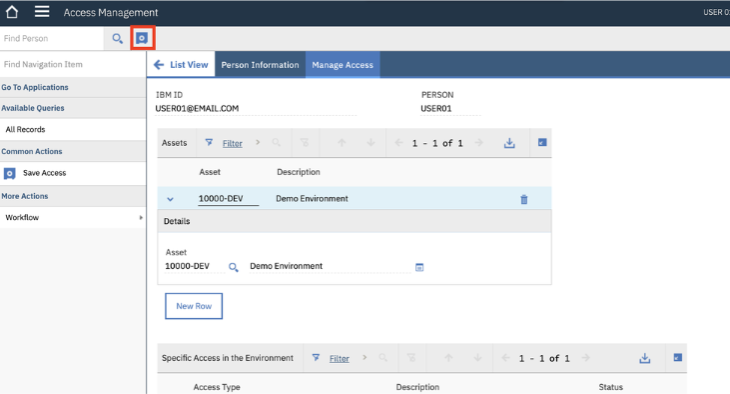 Access Management
USER 01
Find Person
Find Navigation Item
Go To Applications
Available Queries
All Records
Common Actions
Save Access
More Actions
Workflow
List View Person Information Manage Access
IBM ID PERSON
USER01@EMAIL.COM USER01
Assets Filter 1 - 1 of 1
Asset Description
10000-DEV Demo Environment
Details
Asset
10000-DEV Demo Environment
New Row
Specific Access in the Environment Filter 1 - 1 of 1
Access Type Description Status